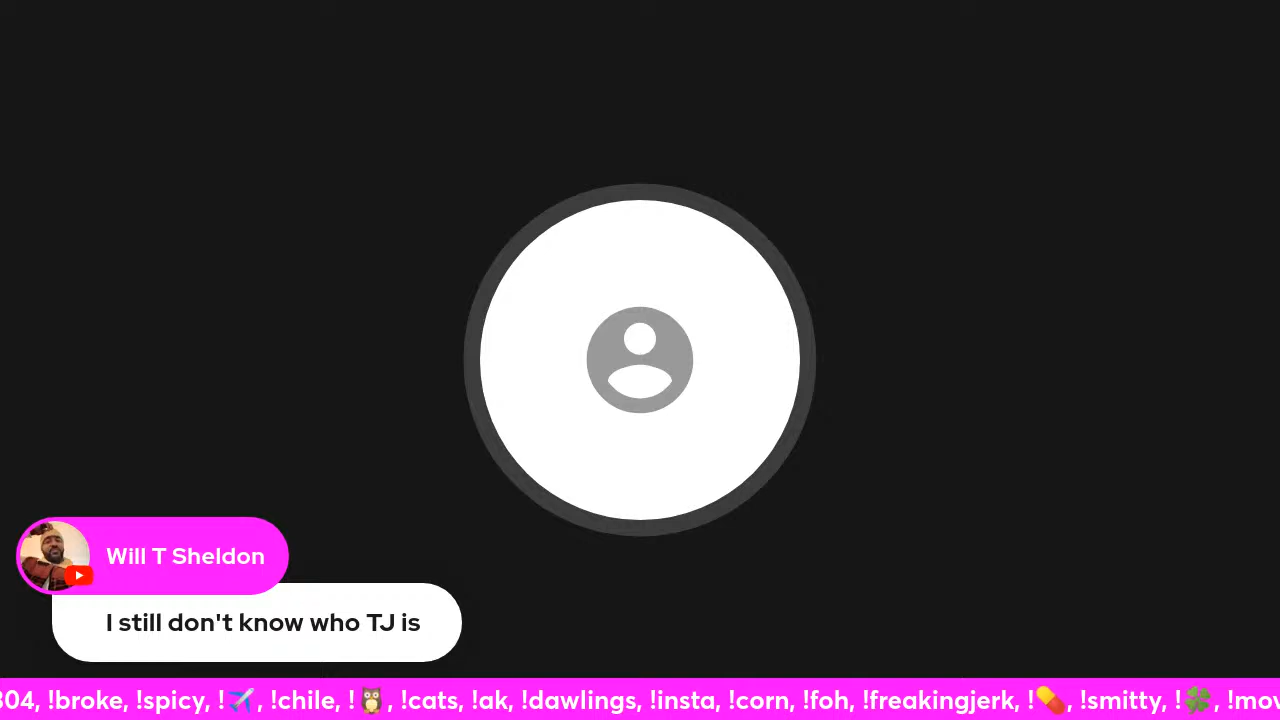 Will T Sheldon
I still don't know who TJ is
304, !broke, !spicy, !✈️, !chile, !🦉, !cats, !ak, !dawlings, !insta, !corn, !foh, !freakingjerk, !💊, !smitty, !🍀, !mov